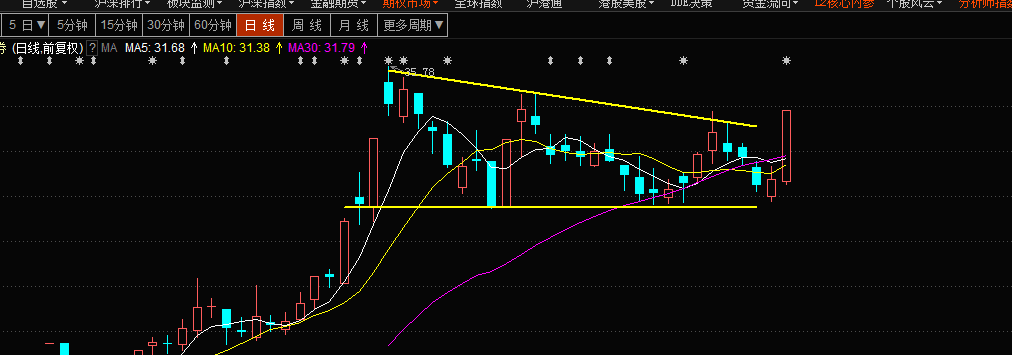 自选股 沪深排行 板块监测 沪深指数 金融期货 期权市场 全球指数 沪港通 港股美股 DDE决策 资金流向 L2核心内参 个股风云 分析师指数
5 日 5分钟 15分钟 30分钟 60分钟 日 线 周 线 月 线 更多周期
券 (日线,前复权) ? MA MA5: 31.68 ↑ MA10: 31.38 ↑ MA30: 31.79 ↑
35.78